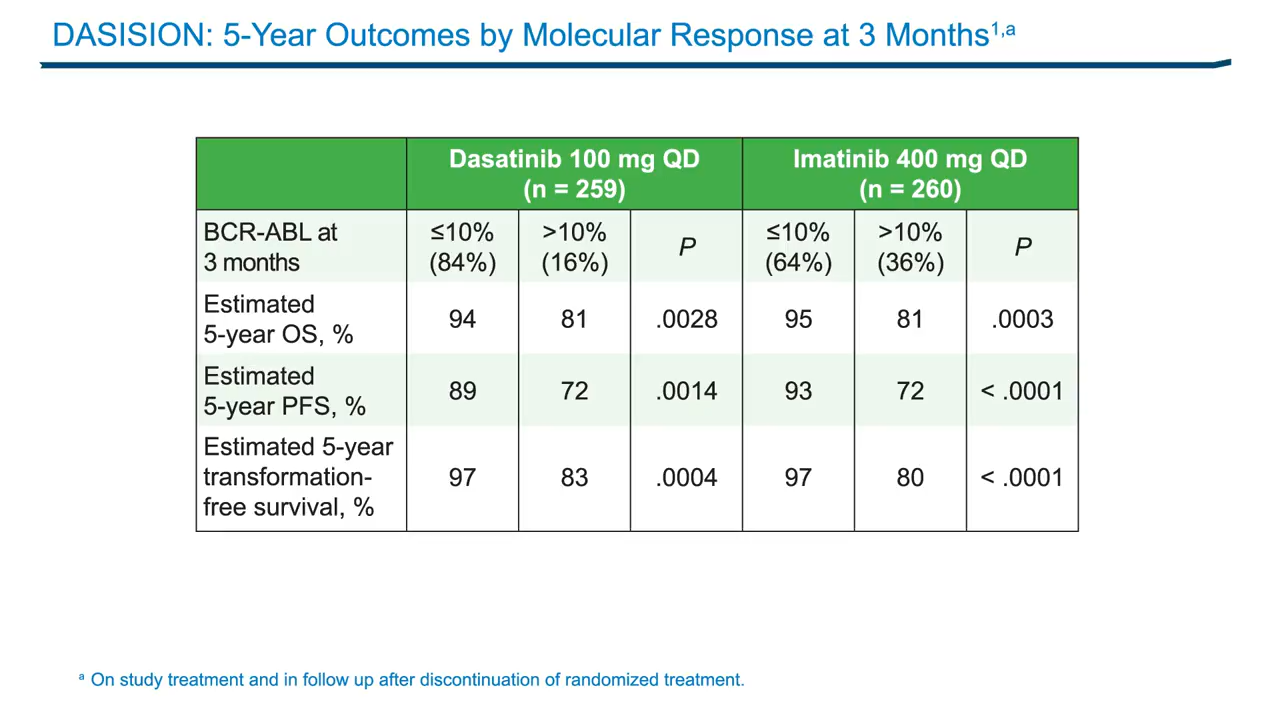 DASISION: 5-Year Outcomes by Molecular Response at 3 Months1,a
Dasatinib 100 mg QD
(n = 259)
Imatinib 400 mg QD
(n = 260)
BCR-ABL at
3 months
≤10%
(84%)
>10%
(16%)
P
≤10%
(64%)
>10%
(36%)
P
Estimated
5-year OS, %
94
81
.0028
95
81
.0003
Estimated
5-year PFS, %
89
72
.0014
93
72
< .0001
Estimated 5-year
transformation-
free survival, %
97
83
.0004
97
80
< .0001
a On study treatment and in follow up after discontinuation of randomized treatment.